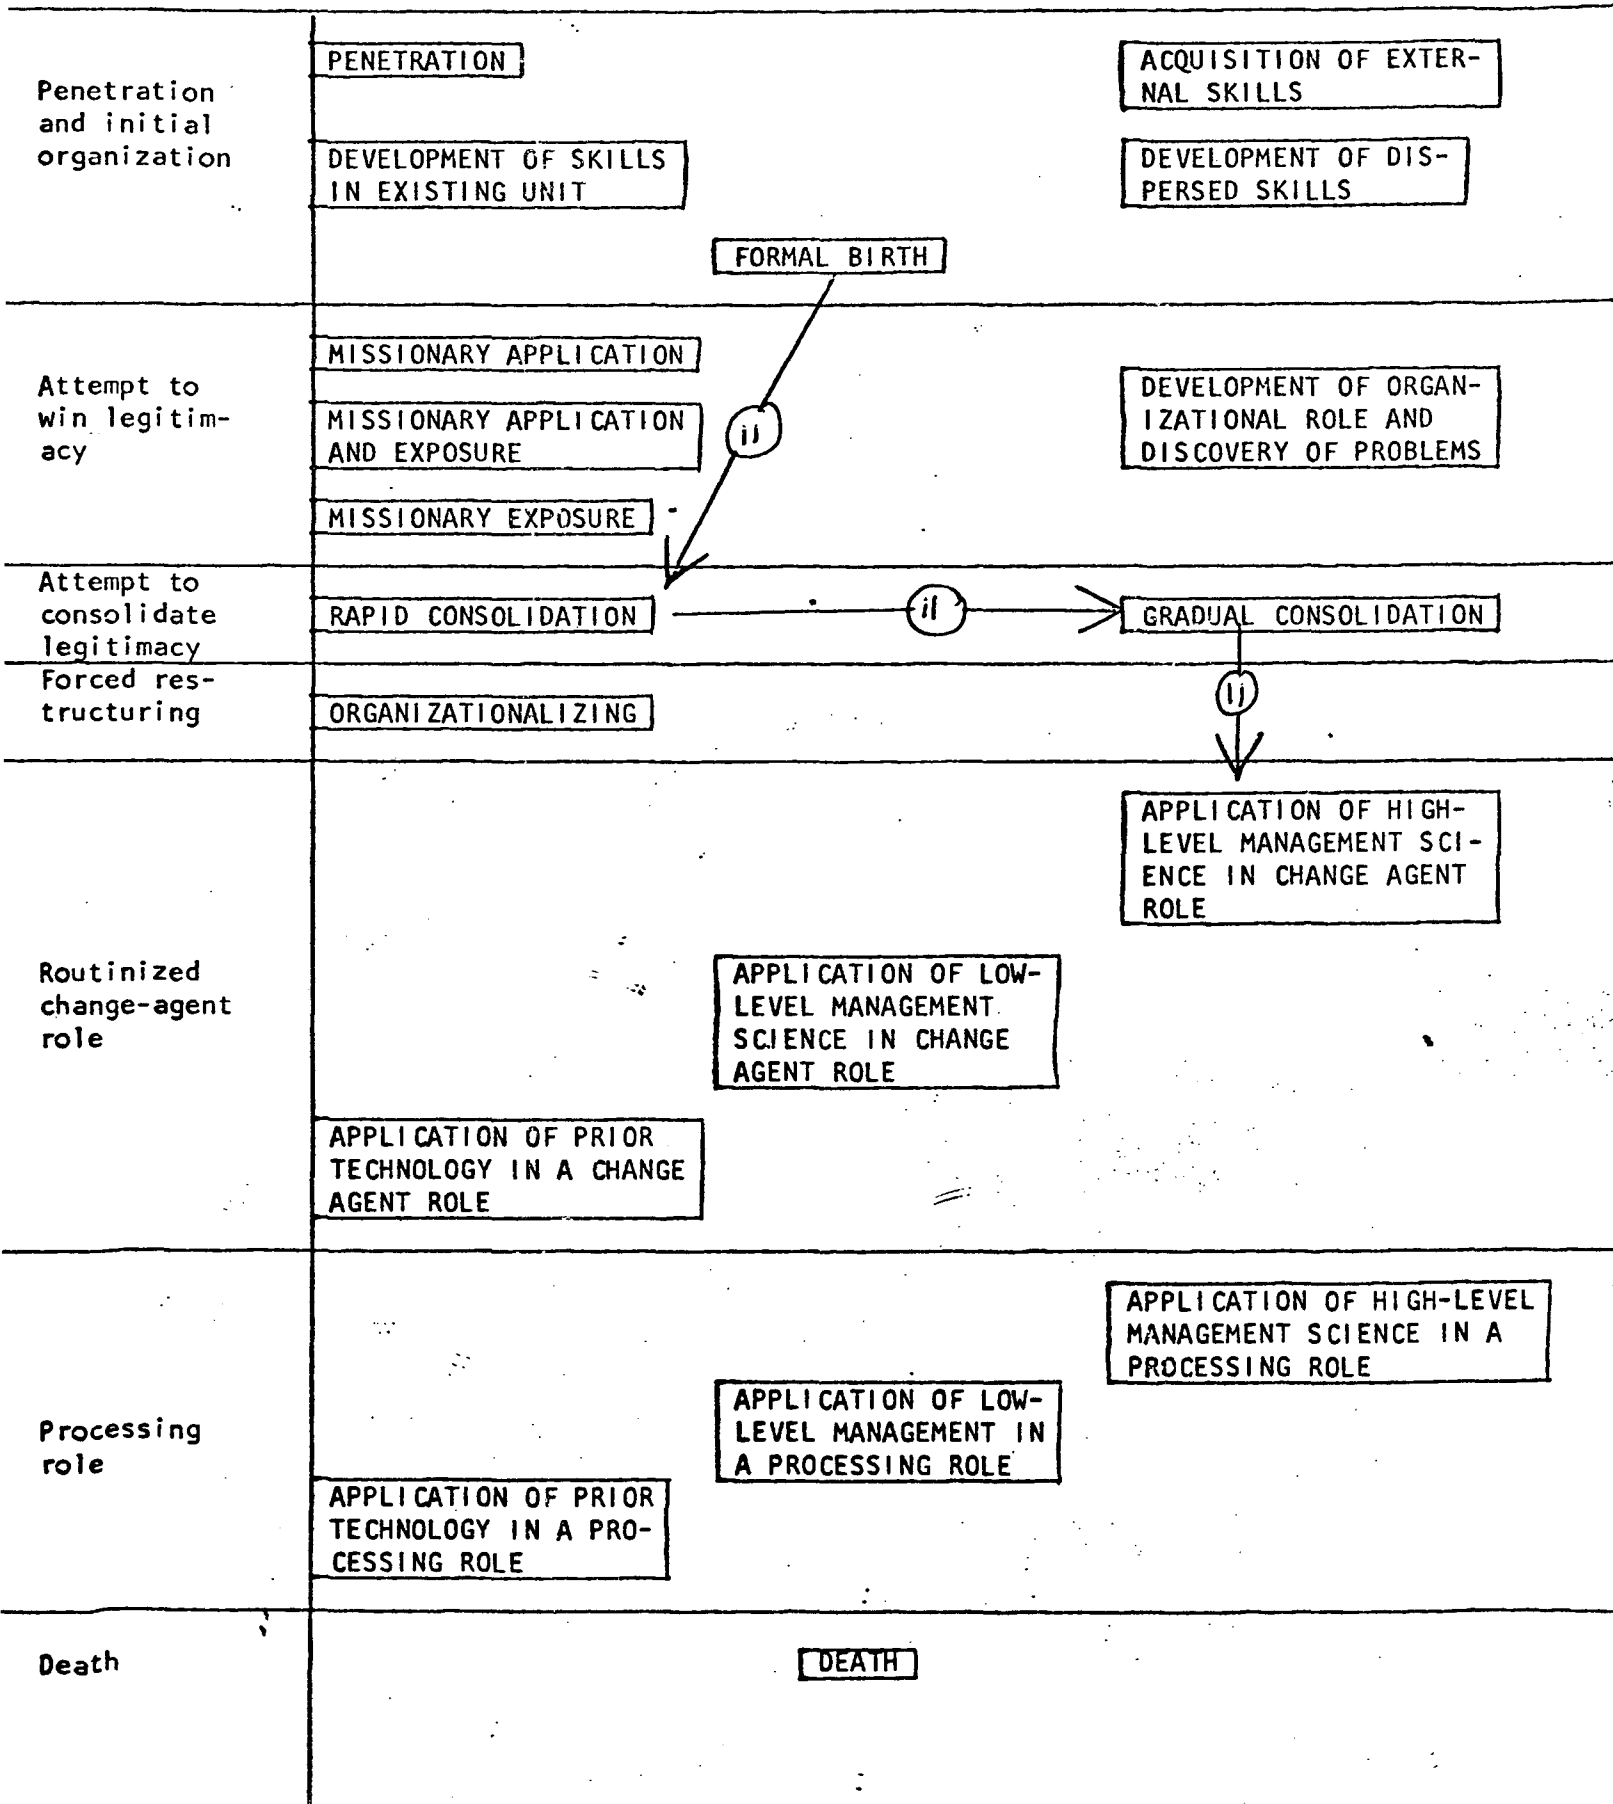 Penetration
and initial
organization
PENETRATION
ACQUISITION OF EXTER-
NAL SKILLS
DEVELOPMENT OF SKILLS
IN EXISTING UNIT
DEVELOPMENT OF DIS-
PERSED SKILLS
FORMAL BIRTH
Attempt to
win legitim-
acy
MISSIONARY APPLICATION
MISSIONARY APPLICATION
AND EXPOSURE
MISSIONARY EXPOSURE
DEVELOPMENT OF ORGAN-
IZATIONAL ROLE AND
DISCOVERY OF PROBLEMS
Attempt to
consolidate
legitimacy
RAPID CONSOLIDATION
GRADUAL CONSOLIDATION
Forced res-
tructuring
ORGANIZATIONALIZING
Routinized
change-agent
role
APPLICATION OF HIGH-
LEVEL MANAGEMENT SCI-
ENCE IN CHANGE AGENT
ROLE
APPLICATION OF LOW-
LEVEL MANAGEMENT
SCIENCE IN CHANGE
AGENT ROLE
APPLICATION OF PRIOR
TECHNOLOGY IN A CHANGE
AGENT ROLE
Processing
role
APPLICATION OF HIGH-LEVEL
MANAGEMENT SCIENCE IN A
PROCESSING ROLE
APPLICATION OF LOW-
LEVEL MANAGEMENT IN
A PROCESSING ROLE
APPLICATION OF PRIOR
TECHNOLOGY IN A PRO-
CESSING ROLE
Death
DEATH